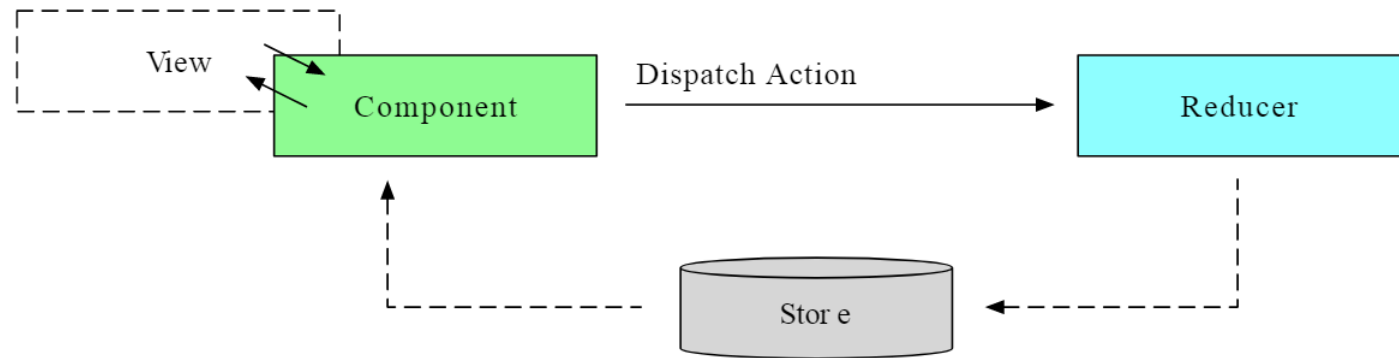 View
Dispatch Action
Component
Reducer
Stor e